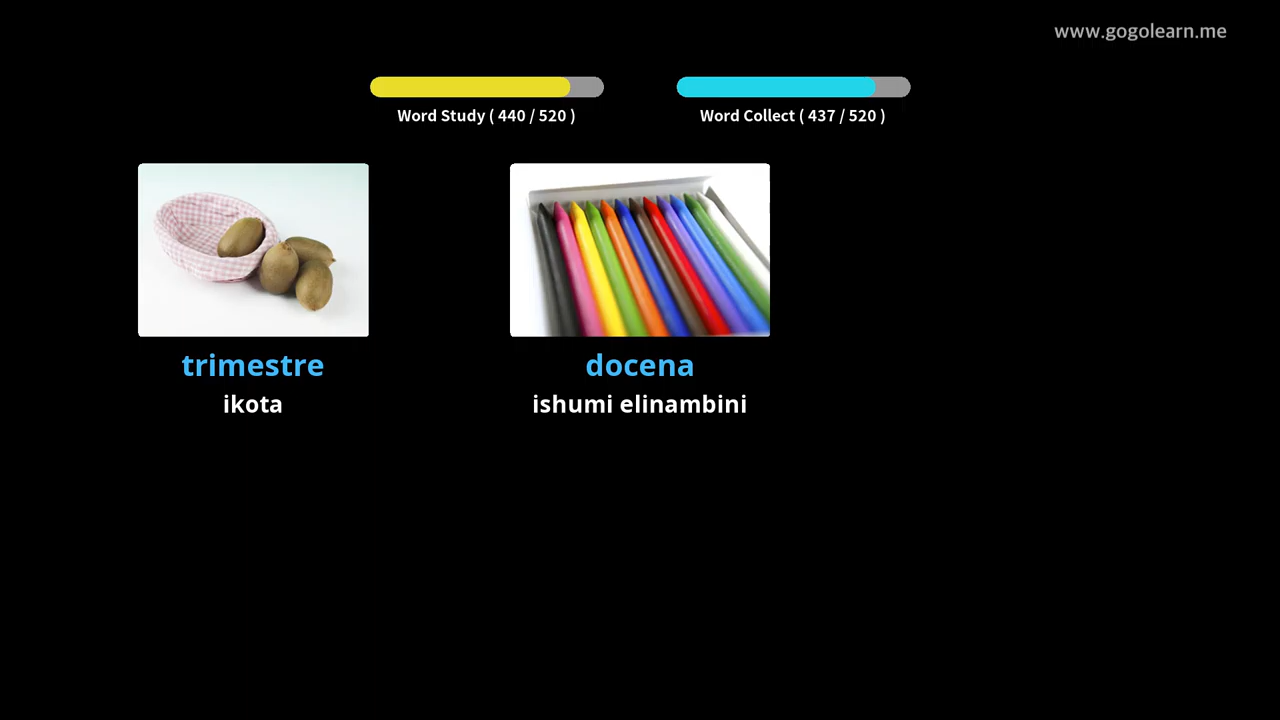 www.gogolearn.me
Word Study ( 440 / 520 )
Word Collect ( 437 / 520 )
trimestre
ikota
docena
ishumi elinambini